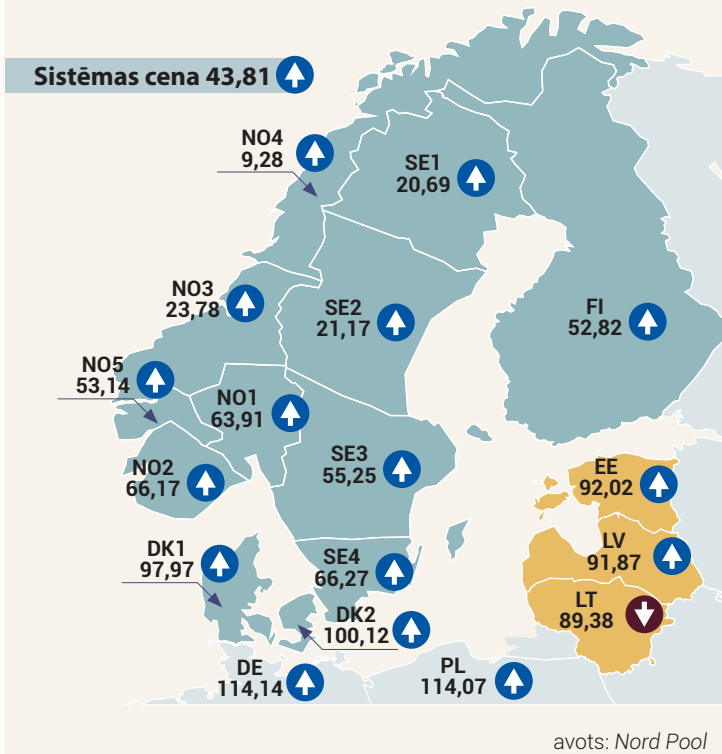 Sistēmas cena 43,81
NO4
9,28
SE1
20,69
NO3
23,78
SE2
21,17
FI
52,82
NO5
53,14
NO1
63,91
NO2
66,17
SE3
55,25
EE
92,02
DK1
97,97
SE4
66,27
LV
91,87
LT
89,38
DK2
100,12
DE
114,14
PL
114,07
avots: Nord Pool